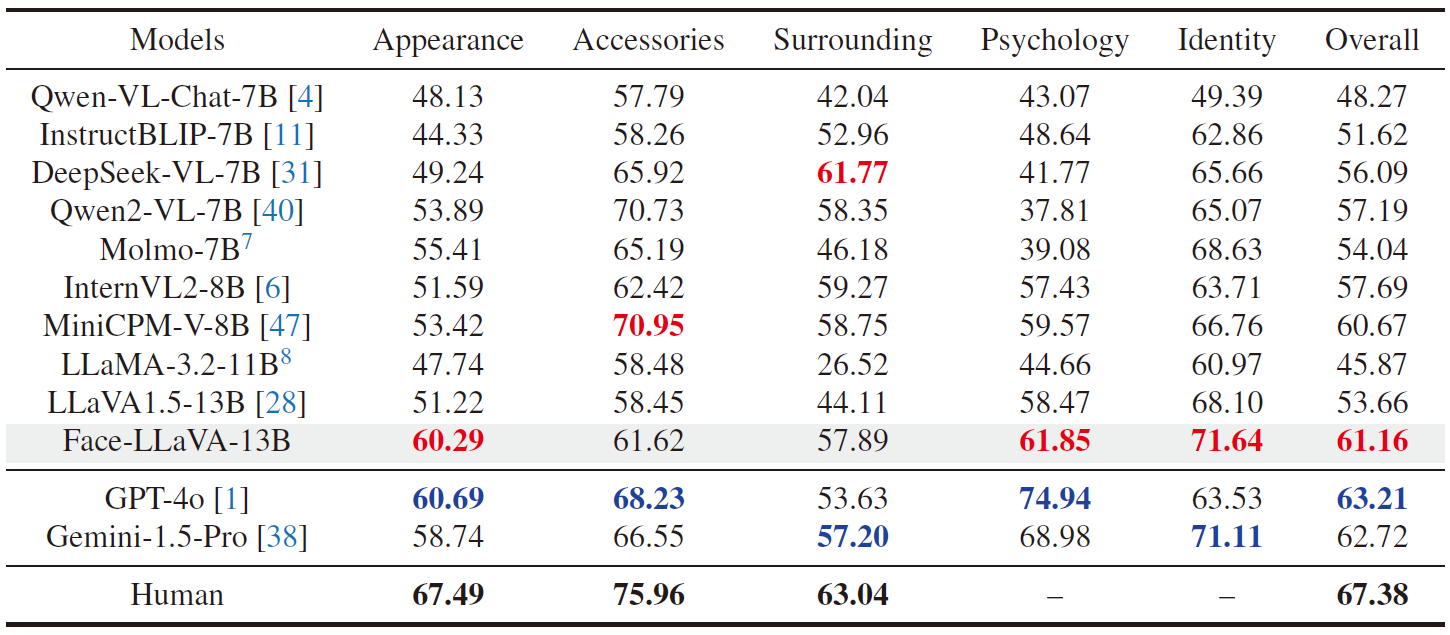 Models Appearance Accessories Surrounding Psychology Identity Overall
Qwen-VL-Chat-7B [4] 48.13 57.79 42.04 43.07 49.39 48.27
InstructBLIP-7B [11] 44.33 58.26 52.96 48.64 62.86 51.62
DeepSeek-VL-7B [31] 49.24 65.92 61.77 41.77 65.66 56.09
Qwen2-VL-7B [40] 53.89 70.73 58.35 37.81 65.07 57.19
Molmo-7B7 55.41 65.19 46.18 39.08 68.63 54.04
InternVL2-8B [6] 51.59 62.42 59.27 57.43 63.71 57.69
MiniCPM-V-8B [47] 53.42 70.95 58.75 59.57 66.76 60.67
LLaMA-3.2-11B8 47.74 58.48 26.52 44.66 60.97 45.87
LLaVA1.5-13B [28] 51.22 58.45 44.11 58.47 68.10 53.66
Face-LLaVA-13B 60.29 61.62 57.89 61.85 71.64 61.16
GPT-4o [1] 60.69 68.23 53.63 74.94 63.53 63.21
Gemini-1.5-Pro [38] 58.74 66.55 57.20 68.98 71.11 62.72
Human 67.49 75.96 63.04 – – 67.38